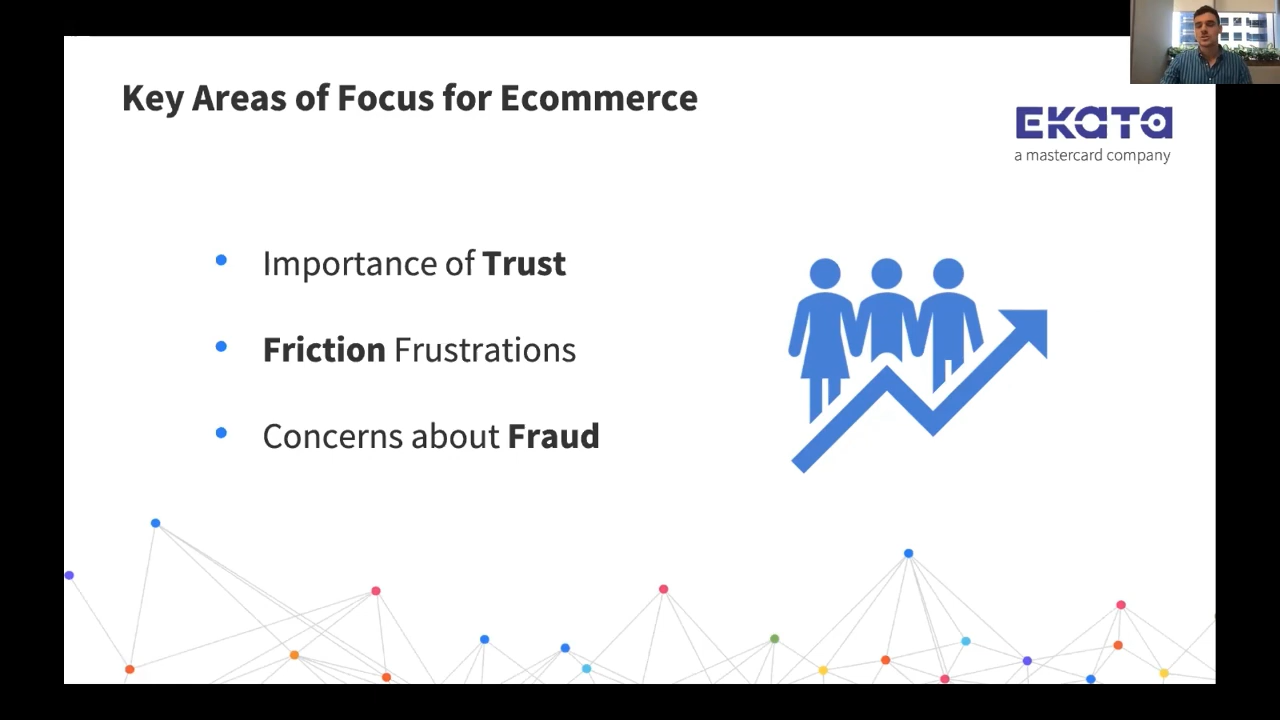 Key Areas of Focus for Ecommerce
EKATA
a mastercard company
• Importance of Trust
• Friction Frustrations
• Concerns about Fraud